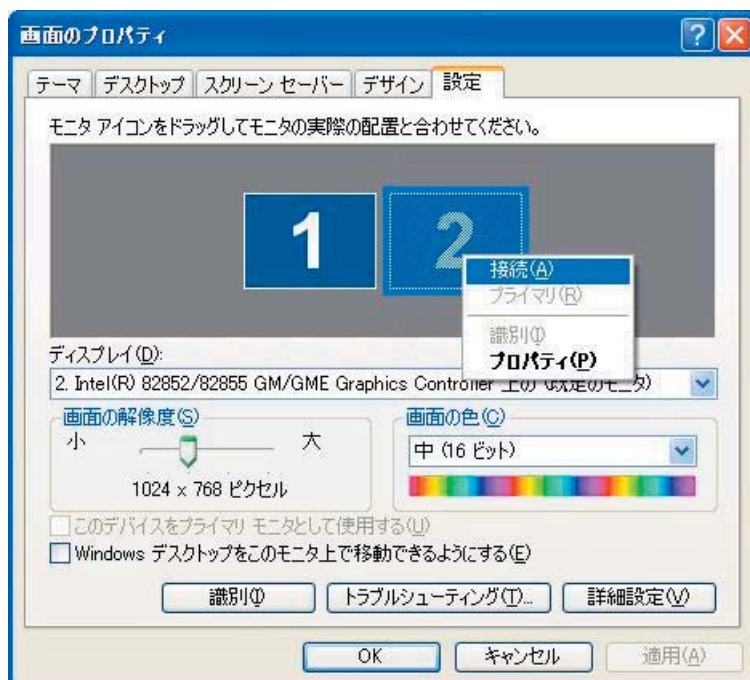 画面のプロパティ
テーマ デスクトップ スクリーン セーバー デザイン 設定
モニタ アイコンをドラッグしてモニタの実際の配置と合わせてください。
1 2
接続(A)
プライマリ(R)
識別(I)
プロパティ(P)
ディスプレイ(D):
2. Intel(R) 82852/82855 GM/GME Graphics Controller 上の (既定のモニタ)
画面の解像度(S)
小 大
1024 x 768 ピクセル
画面の色(C)
中 (16 ビット)
このデバイスをプライマリ モニタとして使用する(U)
Windows デスクトップをこのモニタ上で移動できるようにする(E)
識別(I) トラブルシューティング(T)... 詳細設定(V)
OK キャンセル 適用(A)